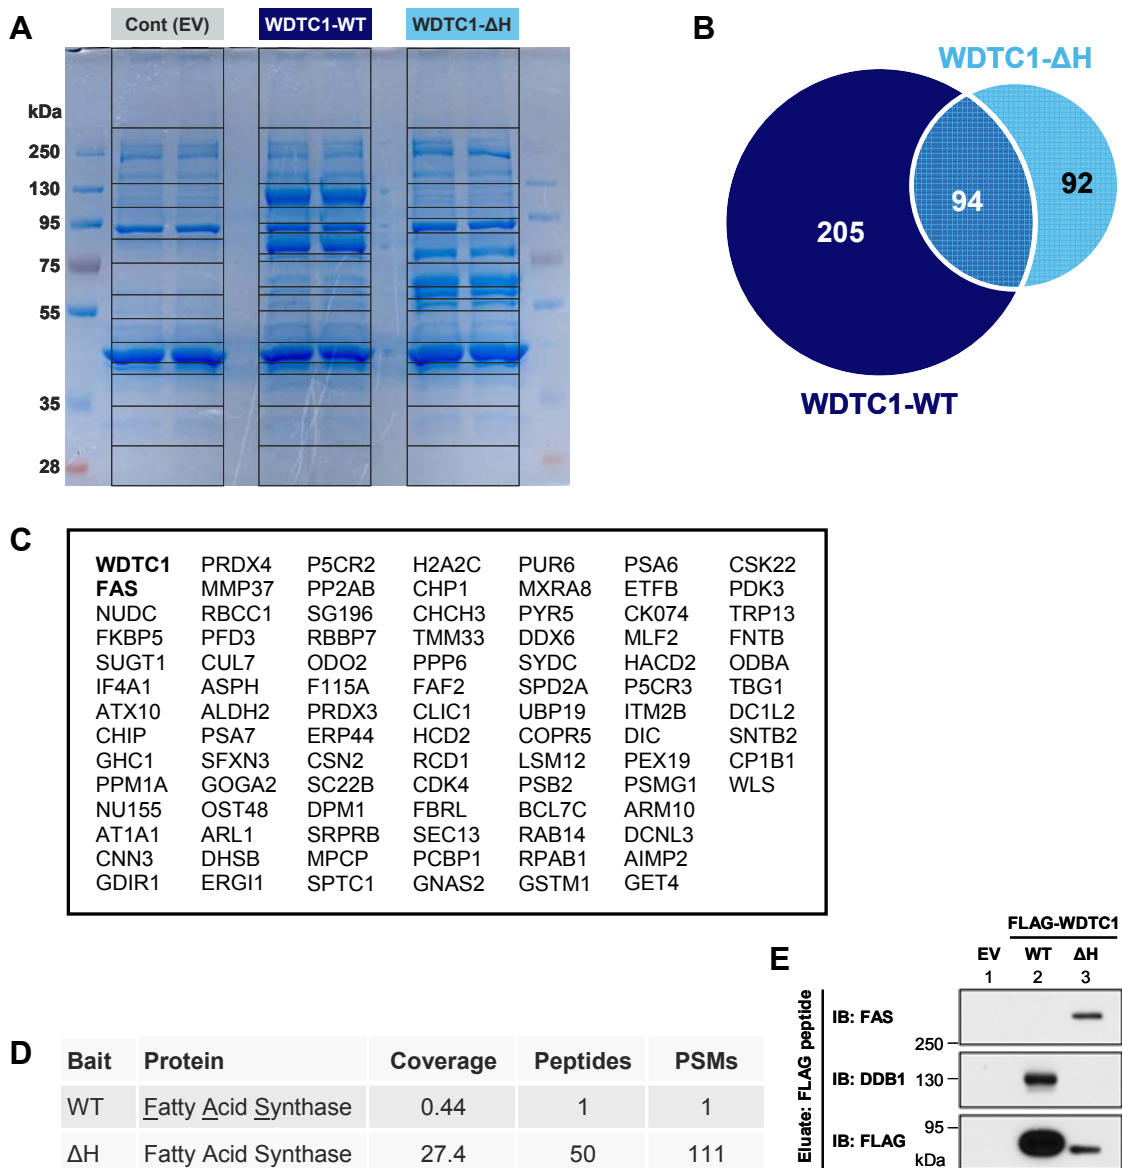 A
Cont (EV) WDTC1-WT WDTC1-ΔH
kDa
250
130
95
75
55
35
28
B
WDTC1-ΔH
205
94
92
WDTC1-WT
C
WDTC1 PRDX4 P5CR2 H2A2C PUR6 PSA6 CSK22
FAS MMP37 PP2AB CHP1 MXRA8 ETFB PDK3
NUDC RBCC1 SG196 CHCH3 PYR5 CK074 TRP13
FKBP5 PFD3 RBBP7 TMM33 DDX6 MLF2 FNTB
SUGT1 CUL7 ODO2 PPP6 SYDC HACD2 ODBA
IF4A1 ASPH F115A FAF2 SPD2A P5CR3 TBG1
ATX10 ALDH2 PRDX3 CLIC1 UBP19 ITM2B DC1L2
CHIP PSA7 ERP44 HCD2 COPR5 DIC SNTB2
GHC1 SFXN3 CSN2 RCD1 LSM12 PEX19 CP1B1
PPM1A GOGA2 SC22B CDK4 PSB2 PSMG1 WLS
NU155 OST48 DPM1 FBRL BCL7C ARM10
AT1A1 ARL1 SRPRB SEC13 RAB14 DCNL3
CNN3 DHSB MPCP PCBP1 RPAB1 AIMP2
GDIR1 ERGI1 SPTC1 GNAS2 GSTM1 GET4
D
Bait Protein Coverage Peptides PSMs
WT Fatty Acid Synthase 0.44 1 1
ΔH Fatty Acid Synthase 27.4 50 111
E
FLAG-WDTC1
EV WT ΔH
1 2 3
Eluate: FLAG peptide
IB: FAS
250
IB: DDB1 130
95
IB: FLAG
kDa